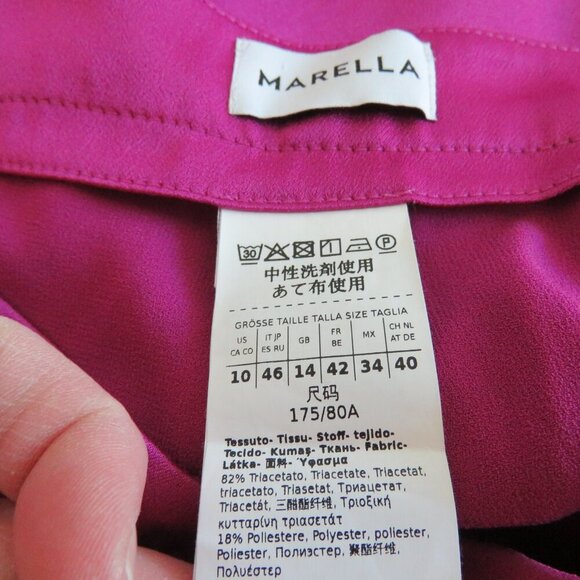 MARELLA
30 1 P
中性洗剤使用
あて布使用
GRÖSSE TAILLE TALLA SIZE TAGLIA
US CA CO IT JP ES RU GB FR BE MX CH NL AT DE
10 46 14 42 34 40
尺码
175/80A
Tessuto- Tissu- Stoff- tejido-
Tecido- Kumaş- Ткань- Fabric-
Látka- 面料- Ύφασμα
82% Triacetato, Triacetate, Triacetat,
triacetato, Triasetat, Триацетат,
Triacetát, 三醋酯纤维, Τριοξική
κυτταρίνη τριασετάτ
18% Poliestere, Polyester, poliester,
Poliester, Полиэстер, 聚酯纤维,
Πολυέστερ